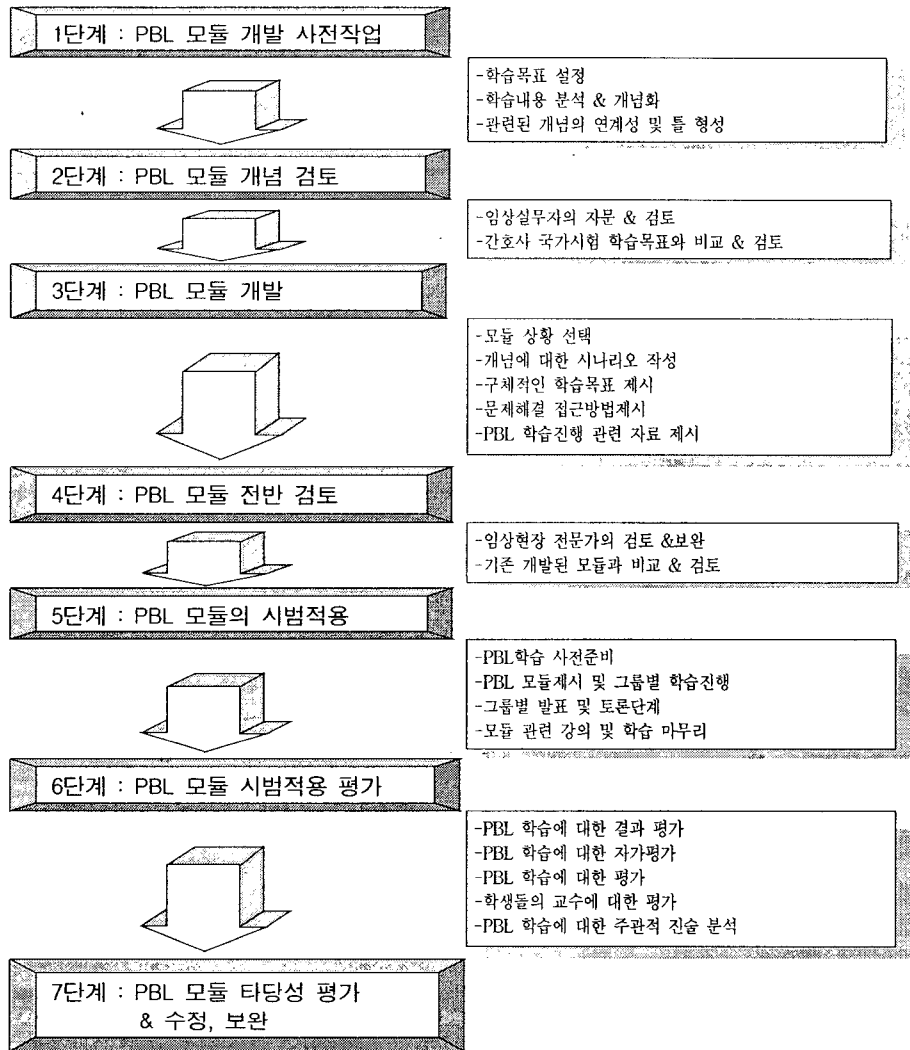 1단계 : PBL 모듈 개발 사전작업
-학습목표 설정
-학습내용 분석 & 개념화
-관련된 개념의 연계성 및 틀 형성
2단계 : PBL 모듈 개념 검토
-임상실무자의 자문 & 검토
-간호사 국가시험 학습목표와 비교 & 검토
3단계 : PBL 모듈 개발
-모듈 상황 선택
-개념에 대한 시나리오 작성
-구체적인 학습목표 제시
-문제해결 접근방법제시
-PBL 학습진행 관련 자료 제시
4단계 : PBL 모듈 전반 검토
-임상현장 전문가의 검토 &보완
-기존 개발된 모듈과 비교 & 검토
5단계 : PBL 모듈의 시범적용
-PBL학습 사전준비
-PBL 모듈제시 및 그룹별 학습진행
-그룹별 발표 및 토론단계
-모듈 관련 강의 및 학습 마무리
6단계 : PBL 모듈 시범적용 평가
-PBL 학습에 대한 결과 평가
-PBL 학습에 대한 자가평가
-PBL 학습에 대한 평가
-학생들의 교수에 대한 평가
-PBL 학습에 대한 주관적 진술 분석
7단계 : PBL 모듈 타당성 평가
& 수정, 보완